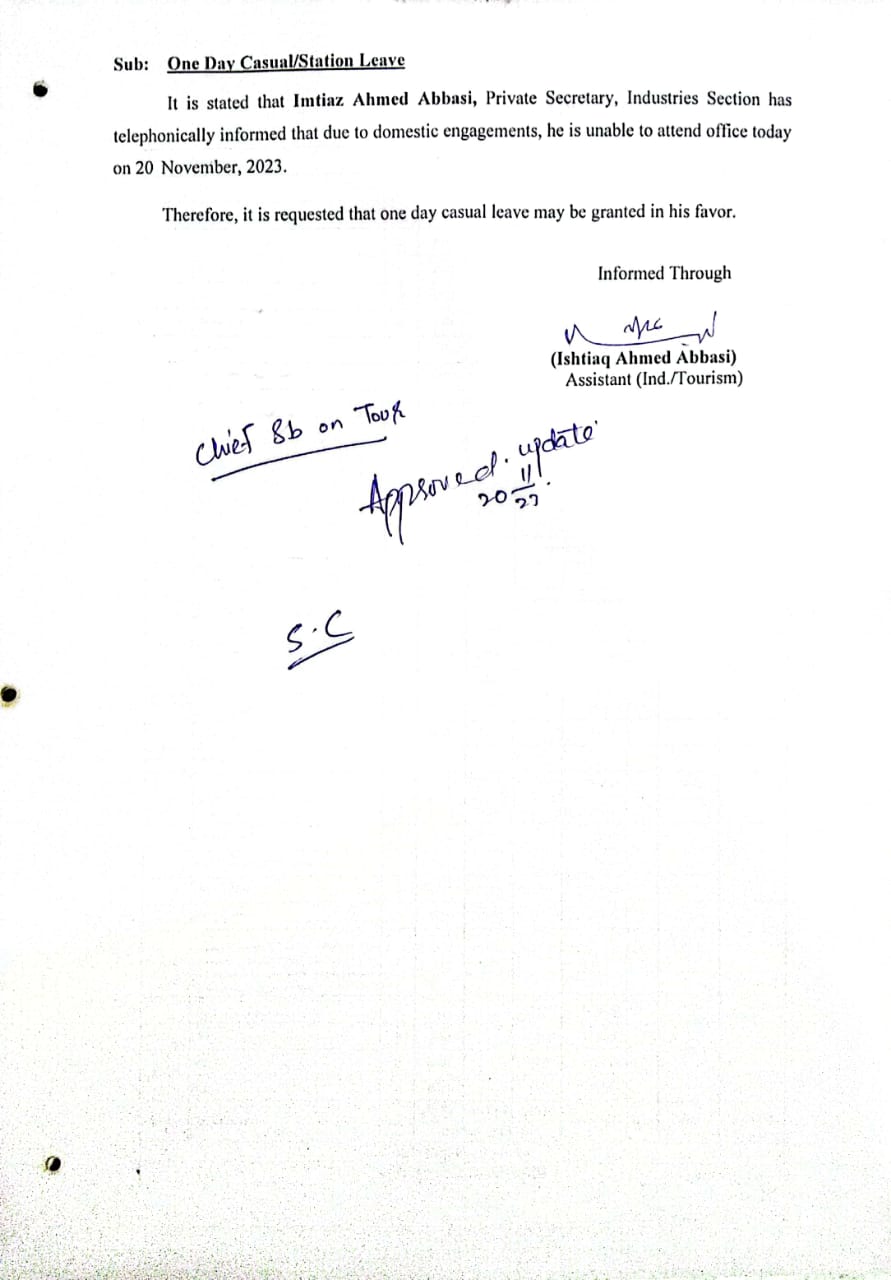 Sub: One Day Casual/Station Leave
It is stated that Imtiaz Ahmed Abbasi, Private Secretary, Industries Section has
telephonically informed that due to domestic engagements, he is unable to attend office today
on 20 November, 2023.
Therefore, it is requested that one day casual leave may be granted in his favor.
Informed Through
(Ishtiaq Ahmed Abbasi)
Assistant (Ind./Tourism)
Chief on Tour
Approved. update
20/11
S.C